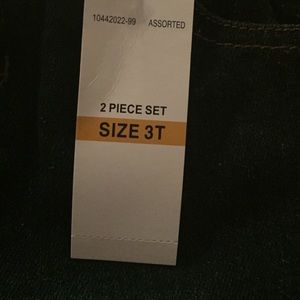 10442022-99 ASSORTED
2 PIECE SET
SIZE 3T